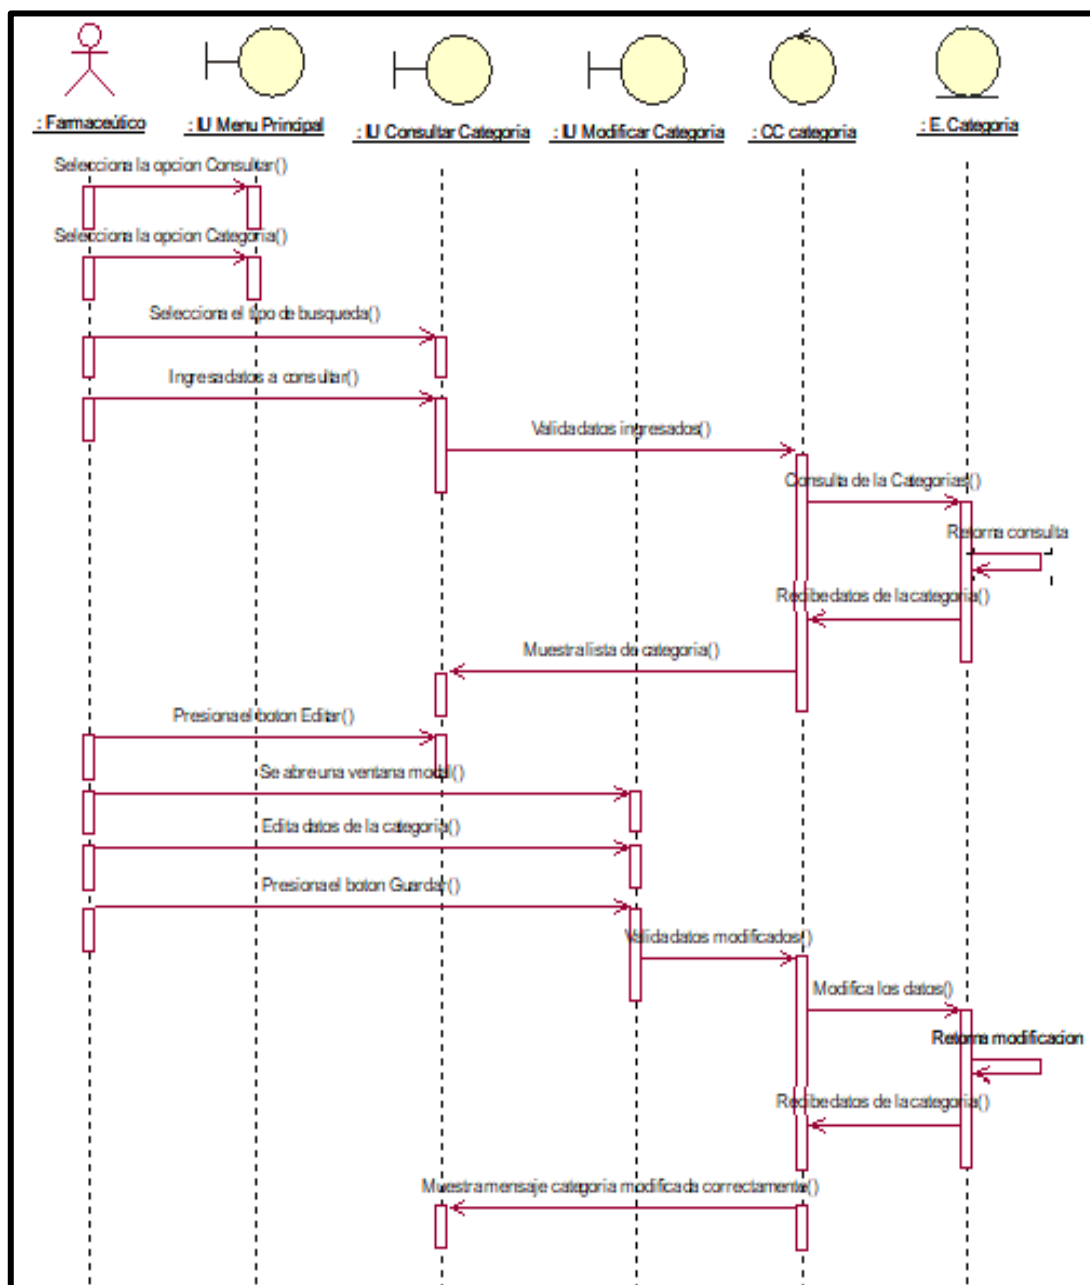 : Farmaceútico
: IU Menu Principal
: IU Consultar Categoria
: IU Modificar Categoria
: CC categoria
: E. Categoria
Selecciona la opcion Consultar()
Selecciona la opcion Categoria()
Selecciona el tipo de busqueda()
Ingresa datos a consultar()
Valida datos ingresados()
Consulta de la Categorias()
Retorna consulta
Recibe datos de la categoria()
Muestra lista de categoria()
Presiona el boton Editar()
Se abre una ventana modal()
Edita datos de la categoria()
Presiona el boton Guardar()
Valida datos modificados()
Modifica los datos()
Retorna modificacion
Recibe datos de la categoria()
Muestra mensaje categoria modificada correctamente()